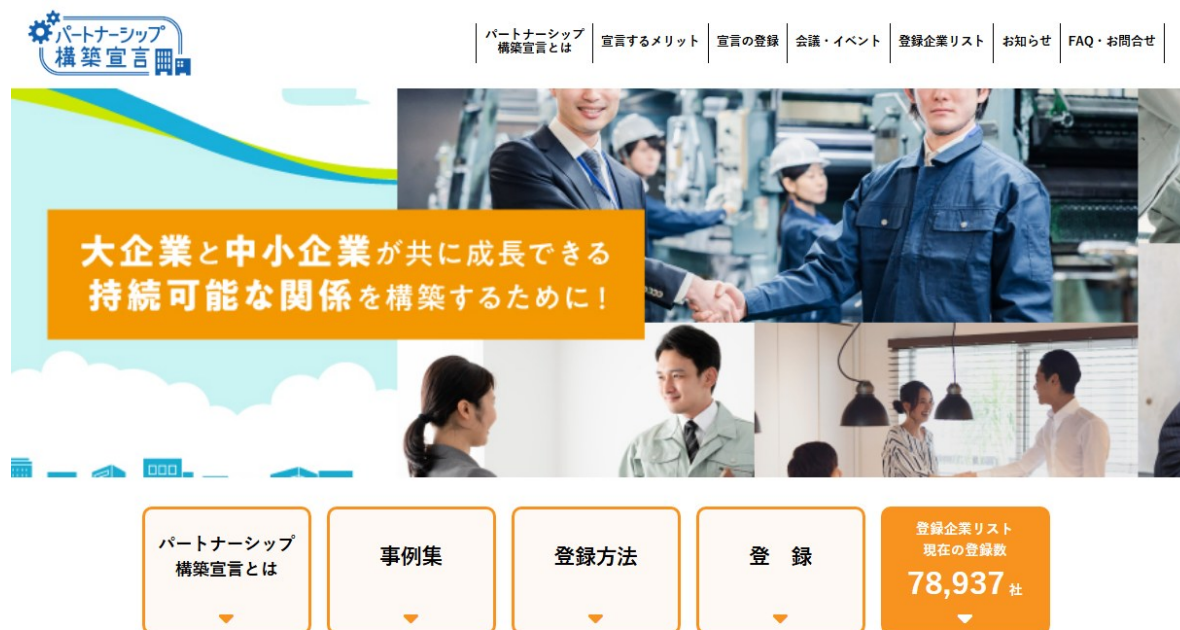 パートナーシップ
構築宣言
パートナーシップ
構築宣言とは
宣言するメリット
宣言の登録
会議・イベント
登録企業リスト
お知らせ
FAQ・お問合せ
大企業と中小企業が共に成長できる
持続可能な関係を構築するために！
パートナーシップ
構築宣言とは
事例集
登録方法
登　録
登録企業リスト
現在の登録数
78,937 社